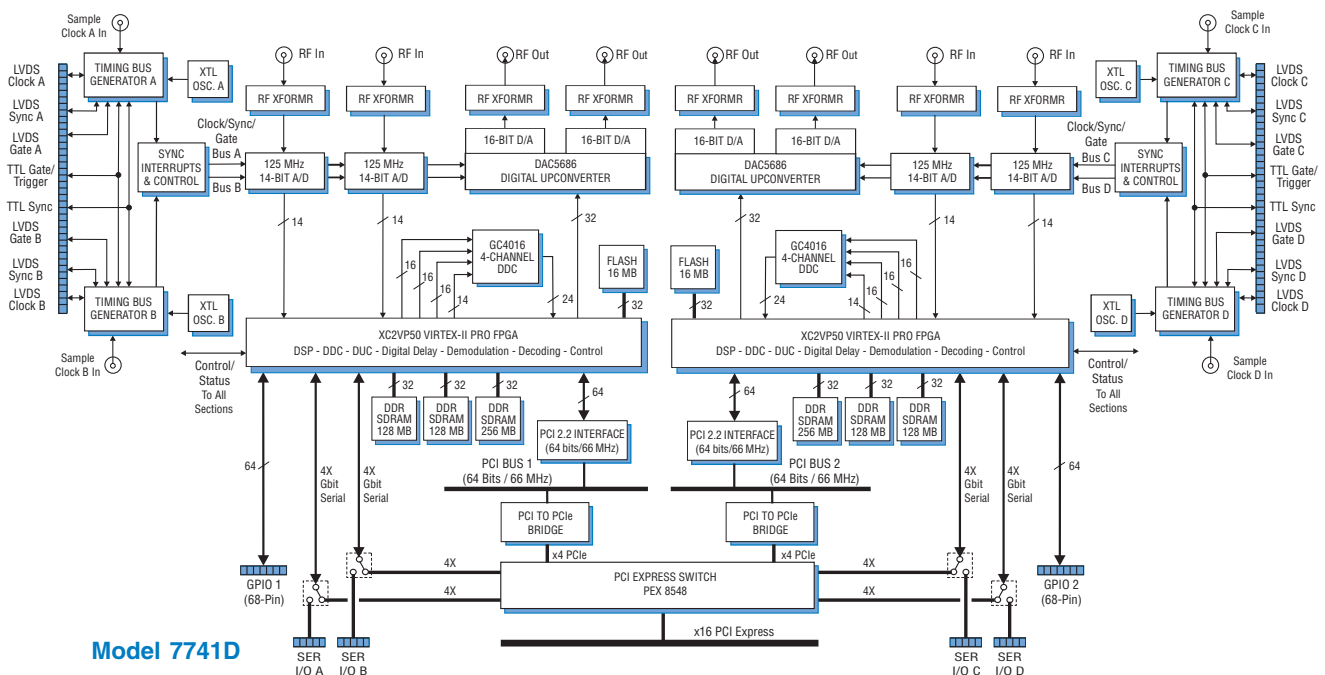 Sample
Clock A In
LVDS
Clock A
LVDS
Sync A
LVDS
Gate A
TTL Gate/
Trigger
TTL Sync
LVDS
Gate B
LVDS
Sync B
LVDS
Clock B
TIMING BUS
GENERATOR A
XTL
OSC. A
SYNC
INTERRUPTS
& CONTROL
Clock/Sync/
Gate
Bus A
Bus B
TIMING BUS
GENERATOR B
XTL
OSC. B
Sample
Clock B In
RF In
RF In
RF Out
RF Out
RF XFORMR
RF XFORMR
RF XFORMR
RF XFORMR
16-BIT D/A
16-BIT D/A
125 MHz
14-BIT A/D
125 MHz
14-BIT A/D
DAC5686
DIGITAL UPCONVERTER
14
14
32
16
16
16
14
GC4016
4-CHANNEL
DDC
24
FLASH
16 MB
32
XC2VP50 VIRTEX-II PRO FPGA
DSP - DDC - DUC - Digital Delay - Demodulation - Decoding - Control
Control/
Status
To All
Sections
32
32
32
64
DDR
SDRAM
128 MB
DDR
SDRAM
128 MB
DDR
SDRAM
256 MB
PCI 2.2 INTERFACE
(64 bits/66 MHz)
64
4X
Gbit
Serial
4X
Gbit
Serial
PCI BUS 1
(64 Bits / 66 MHz)
PCI TO PCIe
BRIDGE
x4 PCIe
GPIO 1
(68-Pin)
4X
4X
SER
I/O A
SER
I/O B
RF Out
RF Out
RF In
RF In
RF XFORMR
RF XFORMR
RF XFORMR
RF XFORMR
16-BIT D/A
16-BIT D/A
DAC5686
DIGITAL UPCONVERTER
125 MHz
14-BIT A/D
125 MHz
14-BIT A/D
Clock/Sync/
Gate
Bus C
Bus D
Sample
Clock C In
XTL
OSC. C
TIMING BUS
GENERATOR C
SYNC
INTERRUPTS
& CONTROL
LVDS
Clock C
LVDS
Sync C
LVDS
Gate C
TTL Gate/
Trigger
TTL Sync
LVDS
Gate D
LVDS
Sync D
LVDS
Clock D
XTL
OSC. D
TIMING BUS
GENERATOR D
Sample
Clock D In
32
14
14
FLASH
16 MB
32
24
GC4016
4-CHANNEL
DDC
16
16
16
14
XC2VP50 VIRTEX-II PRO FPGA
DSP - DDC - DUC - Digital Delay - Demodulation - Decoding - Control
Control/
Status
To All
Sections
64
32
32
32
PCI 2.2 INTERFACE
(64 bits/66 MHz)
DDR
SDRAM
256 MB
DDR
SDRAM
128 MB
DDR
SDRAM
128 MB
4X
Gbit
Serial
4X
Gbit
Serial
64
PCI BUS 2
(64 Bits / 66 MHz)
PCI TO PCIe
BRIDGE
x4 PCIe
4X
4X
GPIO 2
(68-Pin)
PCI EXPRESS SWITCH
PEX 8548
x16 PCI Express
SER
I/O C
SER
I/O D
Model 7741D